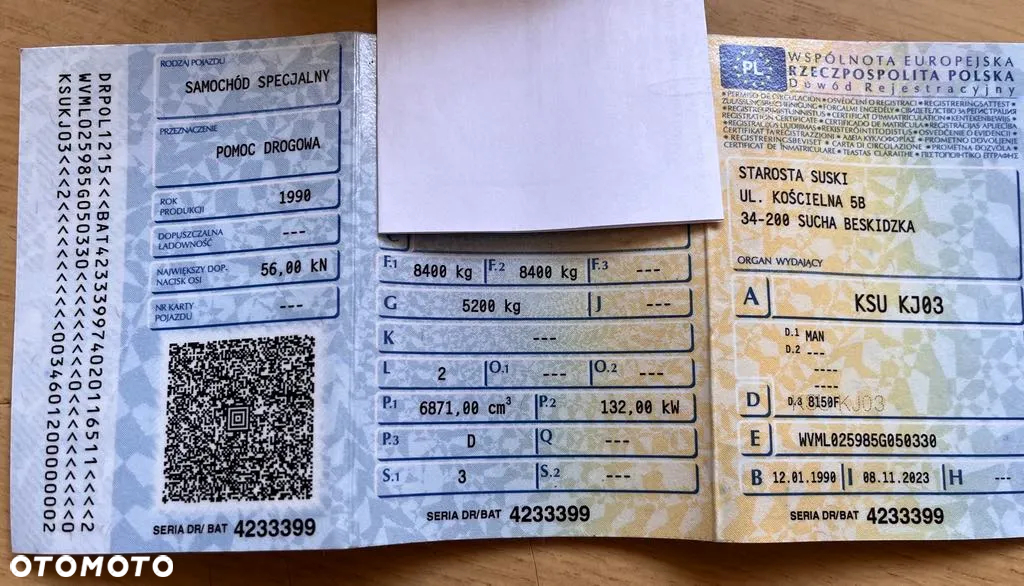 DRPOL1215<<BAT423339974020116511<<<<2
WVML025985G050330<<<<<<<<0<<<<<<<<<<0
KSUKJ03<<2<<<<<<<<<<<0034601200000002
RODZAJ POJAZDU
SAMOCHÓD SPECJALNY
PRZEZNACZENIE
POMOC DROGOWA
ROK
PRODUKCJI
1990
DOPUSZCZALNA
ŁADOWNOŚĆ
---
NAJWIĘKSZY DOP-
NACISK OSI
56,00 kN
NR KARTY
POJAZDU
---
SERIA DR/ BAT 4233399
C
F.1 8400 kg F.2 8400 kg F.3 ---
G 5200 kg J ---
K ---
L 2 O.1 --- O.2 ---
P.1 6871,00 cm³ P.2 132,00 kW
P.3 D Q ---
S.1 3 S.2 ---
SERIA DR/ BAT 4233399
PL
WSPÓLNOTA EUROPEJSKA
RZECZPOSPOLITA POLSKA
Dowód Rejestracyjny
STAROSTA SUSKI
UL. KOŚCIELNA 5B
34-200 SUCHA BESKIDZKA
ORGAN WYDAJĄCY
A KSU KJ03
D.1 MAN
D.2 ---
----
----
D D.3 8150F
E WVML025985G050330
B 12.01.1990 I 08.11.2023 H ---
SERIA DR/ BAT 4233399
OTOMOTO